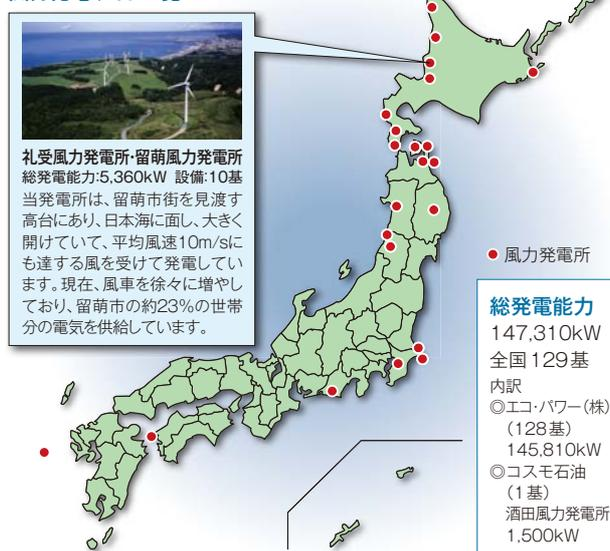 礼受風力発電所・留萌風力発電所
総発電能力:5,360kW 設備:10基
当発電所は、留萌市街を見渡す
高台にあり、日本海に面し、大きく
開けていて、平均風速10m/sに
も達する風を受けて発電してい
ます。現在、風車を徐々に増やし
ており、留萌市の約23%の世帯
分の電気を供給しています。
風力発電所
総発電能力
147,310kW
全国129基
内訳
◎エコ・パワー(株)
(128基)
145,810kW
◎コスモ石油
(1基)
酒田風力発電所
1,500kW